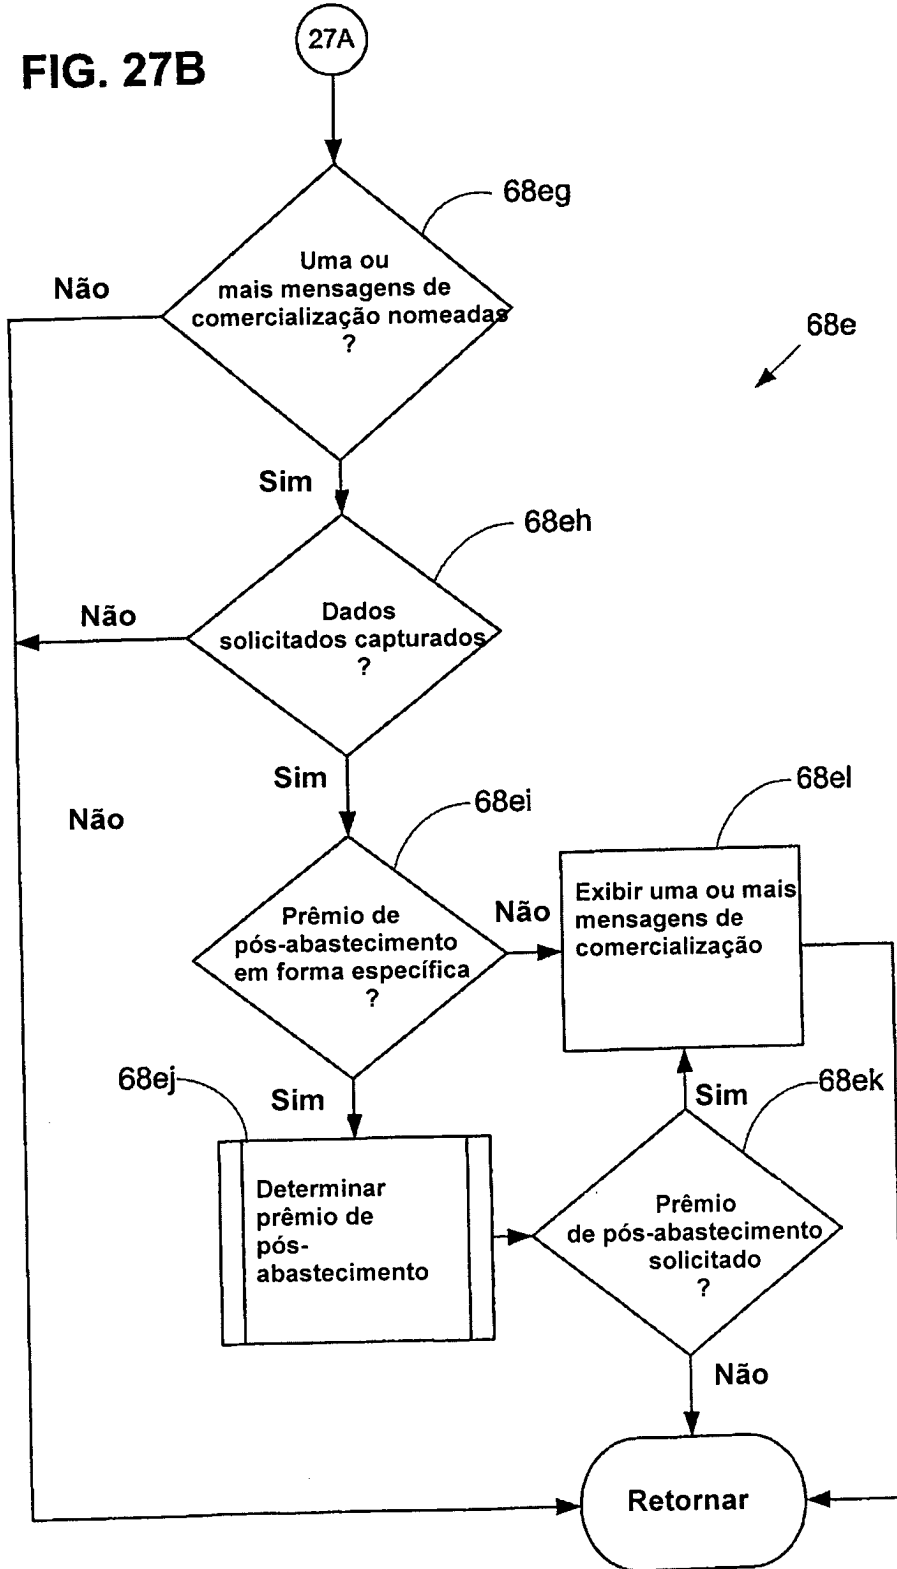 27A
FIG. 27B
68eg
Uma ou
mais mensagens de
comercialização nomeadas
?
Não
68e
Sim
68eh
Dados
solicitados capturados
?
Não
Sim
Não
68ei
68el
Prêmio de
pós-abastecimento
em forma específica
?
Não
Exibir uma ou mais
mensagens de
comercialização
68ej
Sim
Sim
68ek
Determinar
prêmio de
pós-
abastecimento
Prêmio
de pós-abastecimento
solicitado
?
Não
Retornar